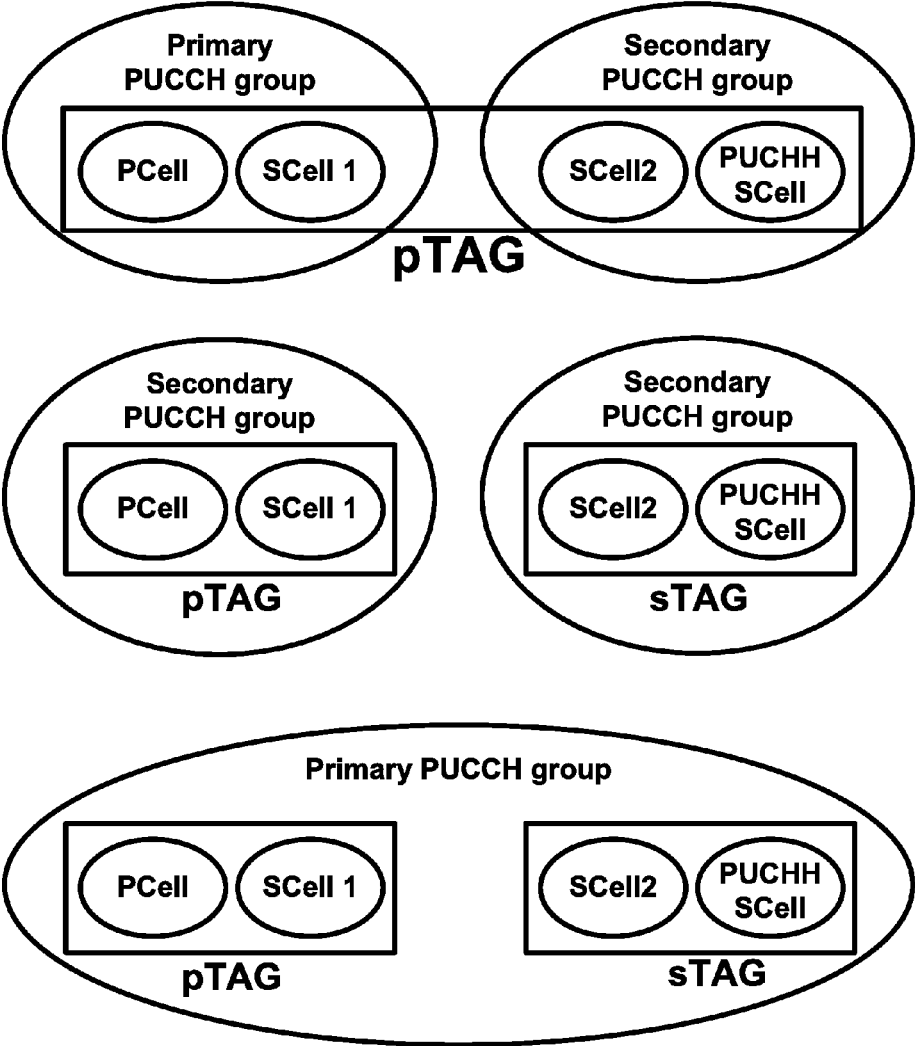 Primary
PUCCH group
Secondary
PUCCH group
PCell
SCell 1
SCell2
PUCHH
SCell
pTAG
Secondary
PUCCH group
Secondary
PUCCH group
PCell
SCell 1
SCell2
PUCHH
SCell
pTAG
sTAG
Primary PUCCH group
PCell
SCell 1
SCell2
PUCHH
SCell
pTAG
sTAG